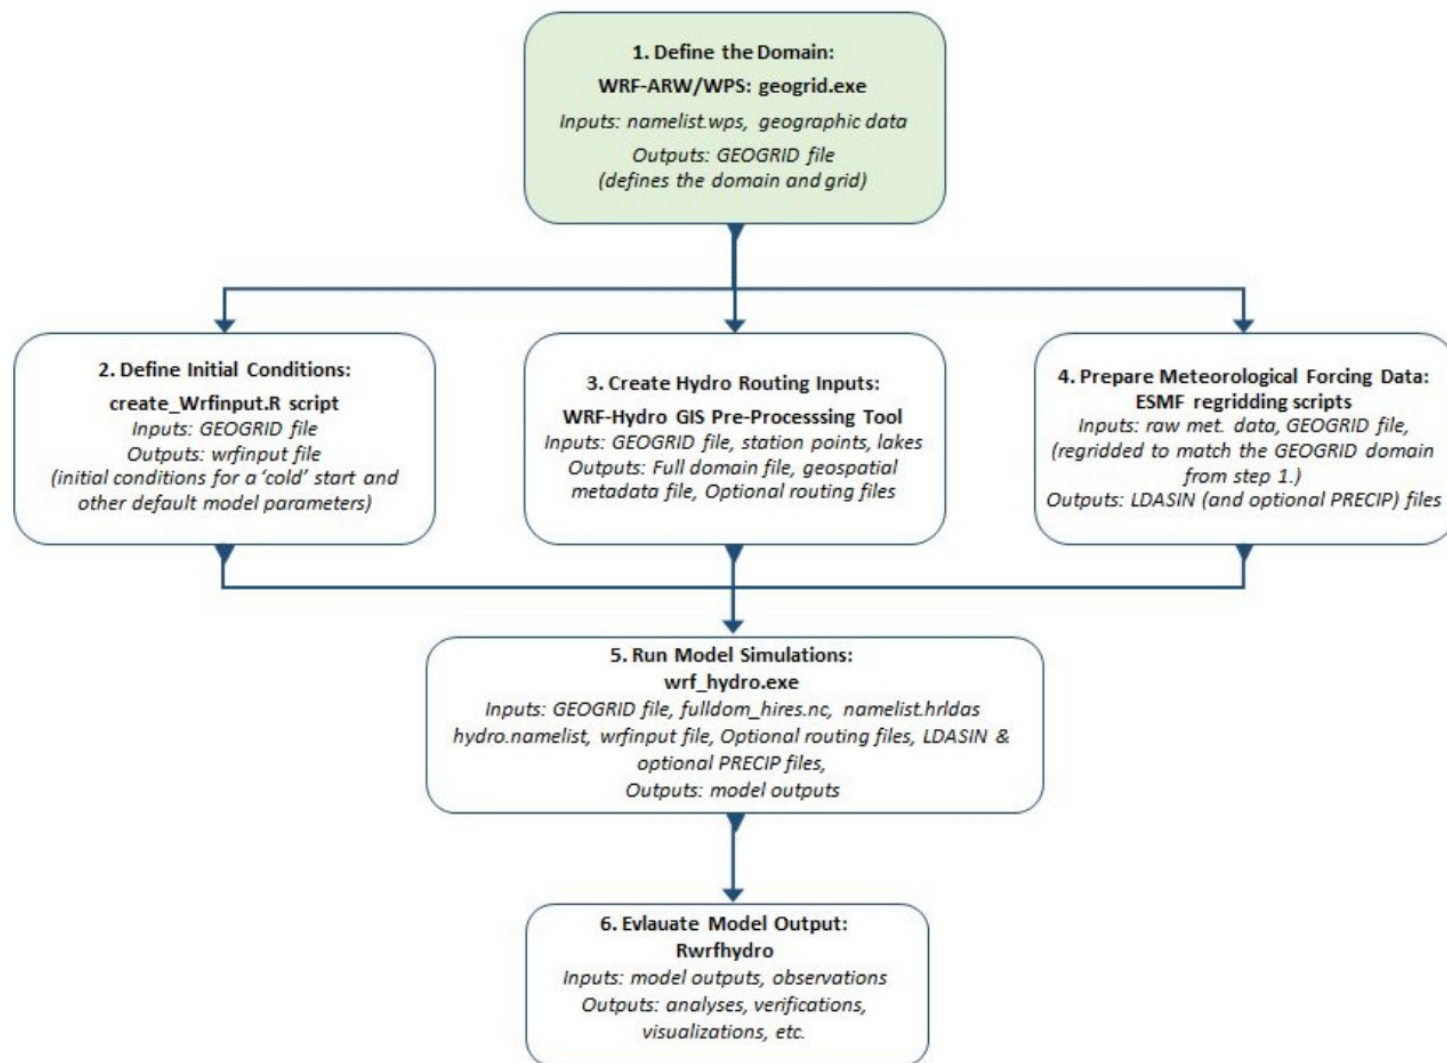 1. Define the Domain:
WRF-ARW/WPS: geogrid.exe
Inputs: namelist.wps, geographic data
Outputs: GEOGRID file
(defines the domain and grid)
2. Define Initial Conditions:
create_Wrfinput.R script
Inputs: GEOGRID file
Outputs: wrfinput file
(initial conditions for a ‘cold’ start and
other default model parameters)
3. Create Hydro Routing Inputs:
WRF-Hydro GIS Pre-Processsing Tool
Inputs: GEOGRID file, station points, lakes
Outputs: Full domain file, geospatial
metadata file, Optional routing files
4. Prepare Meteorological Forcing Data:
ESMF regridding scripts
Inputs: raw met. data, GEOGRID file,
(regridded to match the GEOGRID domain
from step 1.)
Outputs: LDASIN (and optional PRECIP) files
5. Run Model Simulations:
wrf_hydro.exe
Inputs: GEOGRID file, fulldom_hires.nc, namelist.hrldas
hydro.namelist, wrfinput file, Optional routing files, LDASIN &
optional PRECIP files,
Outputs: model outputs
6. Evlauate Model Output:
Rwrfhydro
Inputs: model outputs, observations
Outputs: analyses, verifications,
visualizations, etc.